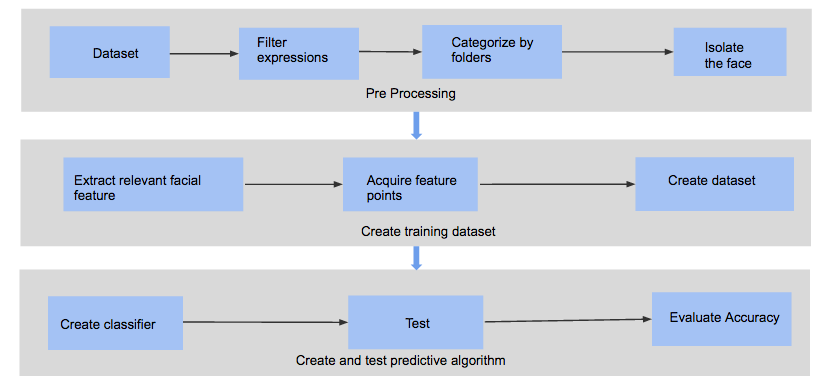 Dataset
Filter
expressions
Categorize by
folders
Isolate
the face
Pre Processing
Extract relevant facial
feature
Acquire feature
points
Create dataset
Create training dataset
Create classifier
Test
Evaluate Accuracy
Create and test predictive algorithm